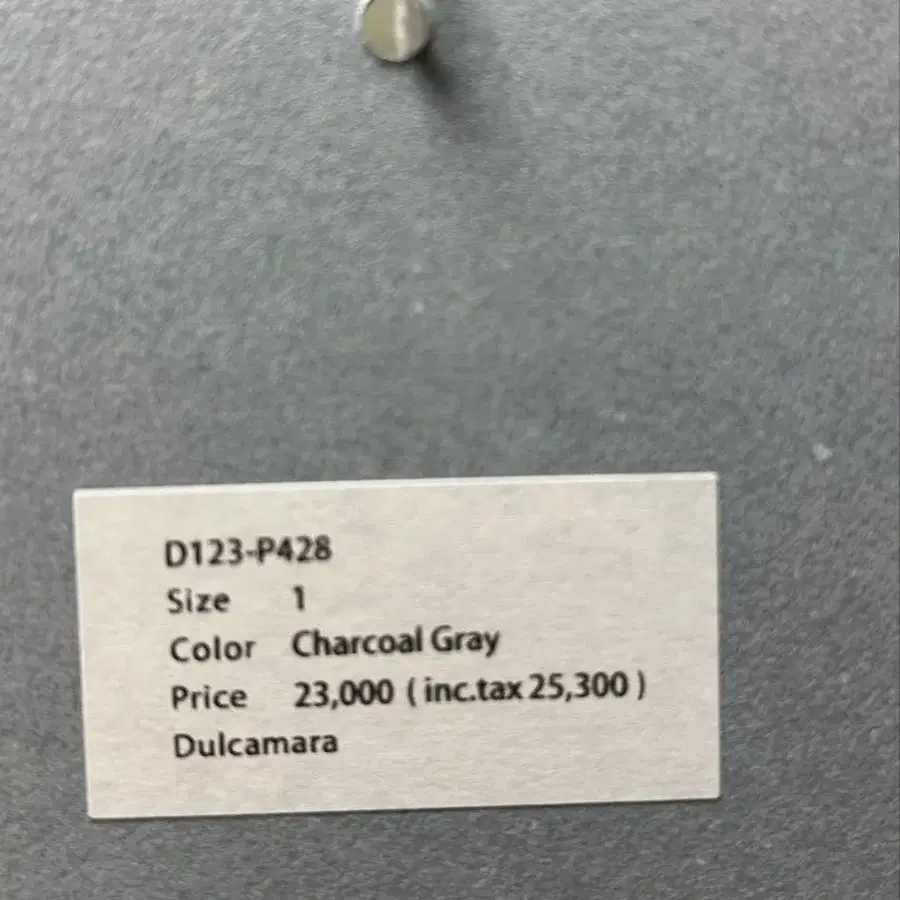 D123-P428
Size 1
Color Charcoal Gray
Price 23,000 ( inc.tax 25,300 )
Dulcamara